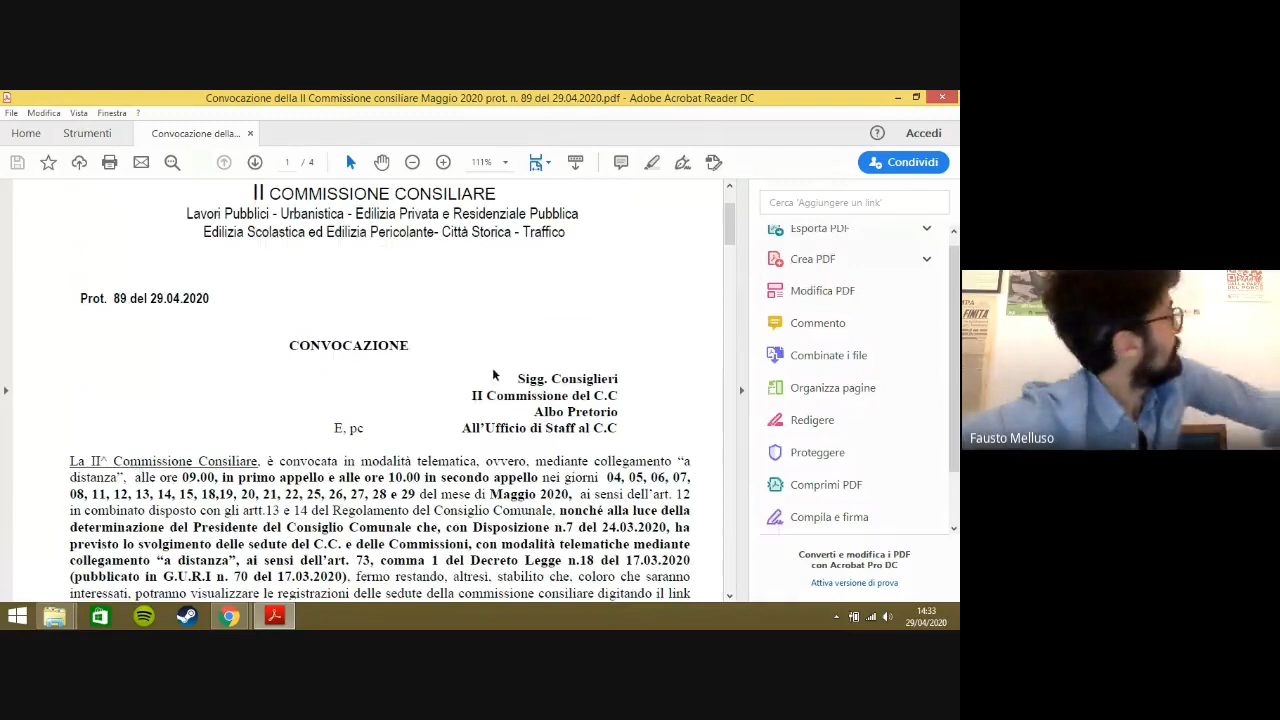 Convocazione della II Commissione consiliare Maggio 2020 prot. n. 89 del 29.04.2020.pdf - Adobe Acrobat Reader DC
File Modifica Vista Finestra ?
Home Strumenti Convocazione della... × Accedi
1 / 4 111% Condividi
II COMMISSIONE CONSILIARE
Lavori Pubblici - Urbanistica - Edilizia Privata e Residenziale Pubblica
Edilizia Scolastica ed Edilizia Pericolante- Città Storica - Traffico
Prot. 89 del 29.04.2020
CONVOCAZIONE
Sigg. Consiglieri
II Commissione del C.C
Albo Pretorio
E, pc All'Ufficio di Staff al C.C
La II^ Commissione Consiliare, è convocata in modalità telematica, ovvero, mediante collegamento “a
distanza”, alle ore 09.00, in primo appello e alle ore 10.00 in secondo appello nei giorni 04, 05, 06, 07,
08, 11, 12, 13, 14, 15, 18,19, 20, 21, 22, 25, 26, 27, 28 e 29 del mese di Maggio 2020, ai sensi dell'art. 12
in combinato disposto con gli artt.13 e 14 del Regolamento del Consiglio Comunale, nonché alla luce della
determinazione del Presidente del Consiglio Comunale che, con Disposizione n.7 del 24.03.2020, ha
previsto lo svolgimento delle sedute del C.C. e delle Commissioni, con modalità telematiche mediante
collegamento “a distanza”, ai sensi dell'art. 73, comma 1 del Decreto Legge n.18 del 17.03.2020
(pubblicato in G.U.R.I n. 70 del 17.03.2020), fermo restando, altresì, stabilito che, coloro che saranno
interessati, potranno visualizzare le registrazioni delle sedute della commissione consiliare digitando il link
Cerca 'Aggiungere un link'
Esporta PDF
Crea PDF
Modifica PDF
Commento
Combinate i file
Organizza pagine
Redigere
Proteggere
Comprimi PDF
Compila e firma
Converti e modifica i PDF
con Acrobat Pro DC
Attiva versione di prova
14:33
29/04/2020
FINITA
DALLA PARTE
DEL PORCO
Fausto Melluso